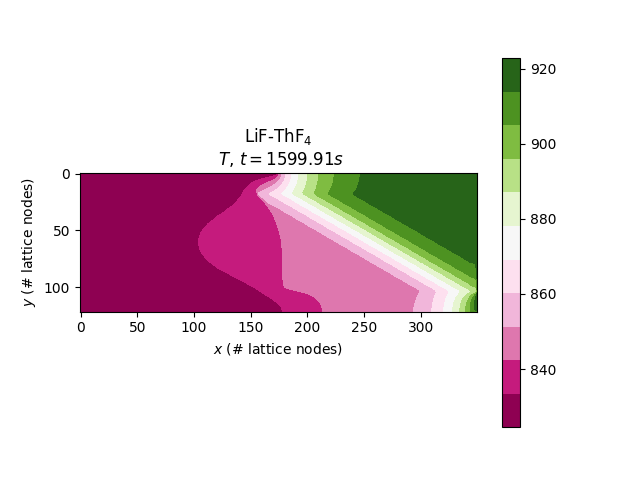 LiF-ThF₄
T, t = 1599.91s
0
50
100
y (# lattice nodes)
0 50 100 150 200 250 300
x (# lattice nodes)
920
900
880
860
840